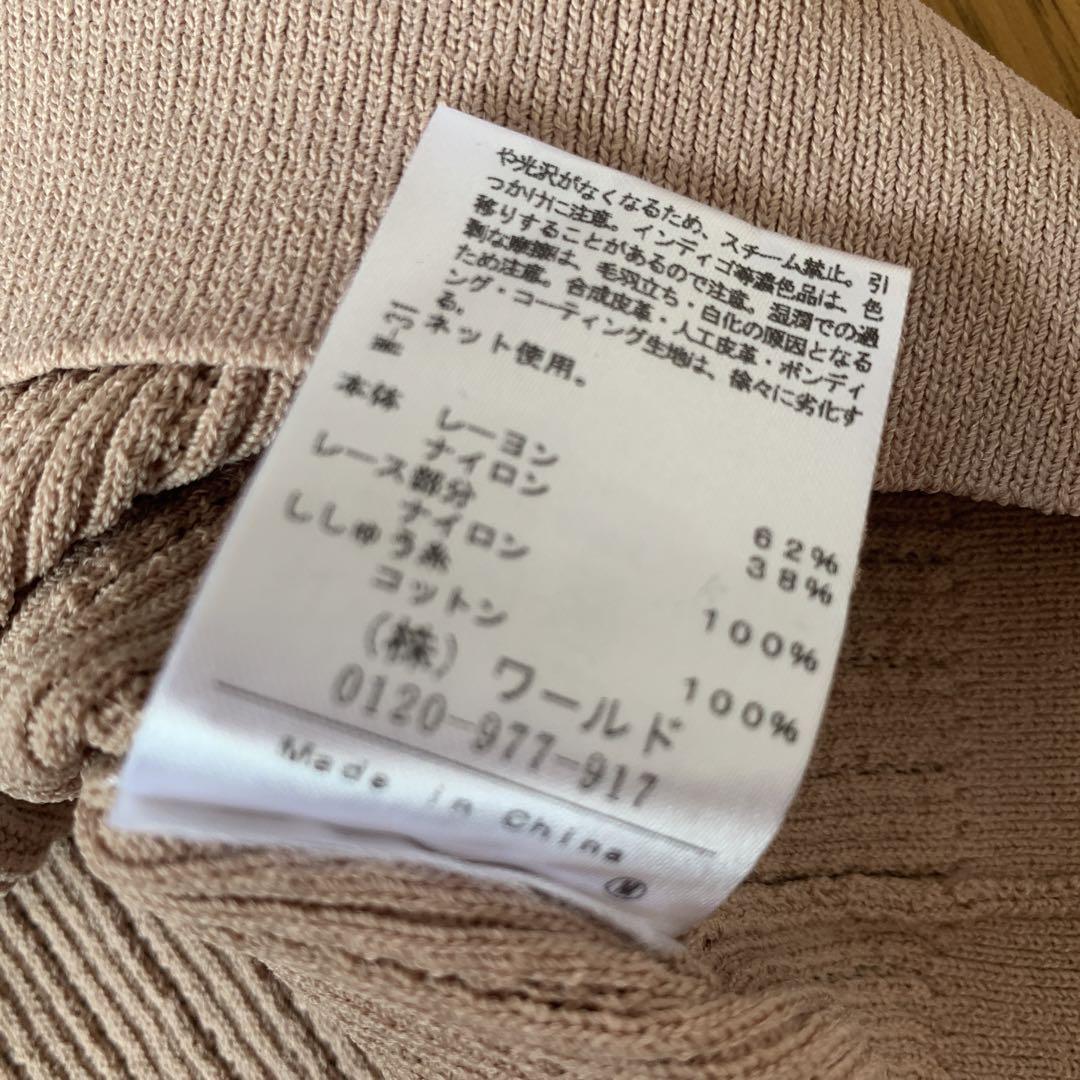 や光沢がなくなるため、スチーム禁止。引
っかけに注意。インディゴ等濃色品は、色
移りすることがあるので注意。湿潤での過
剰な摩擦は、毛羽立ち・白化の原因となる
ため注意。合成皮革・人工皮革・ボンディ
ング・コーティング生地は、徐々に劣化す
る。
ネット使用。
本体 レーヨン 62%
ナイロン 38%
レース部分
ナイロン 100%
ししゅう糸
コットン 100%
(株) ワールド
0120-977-917
Made in China